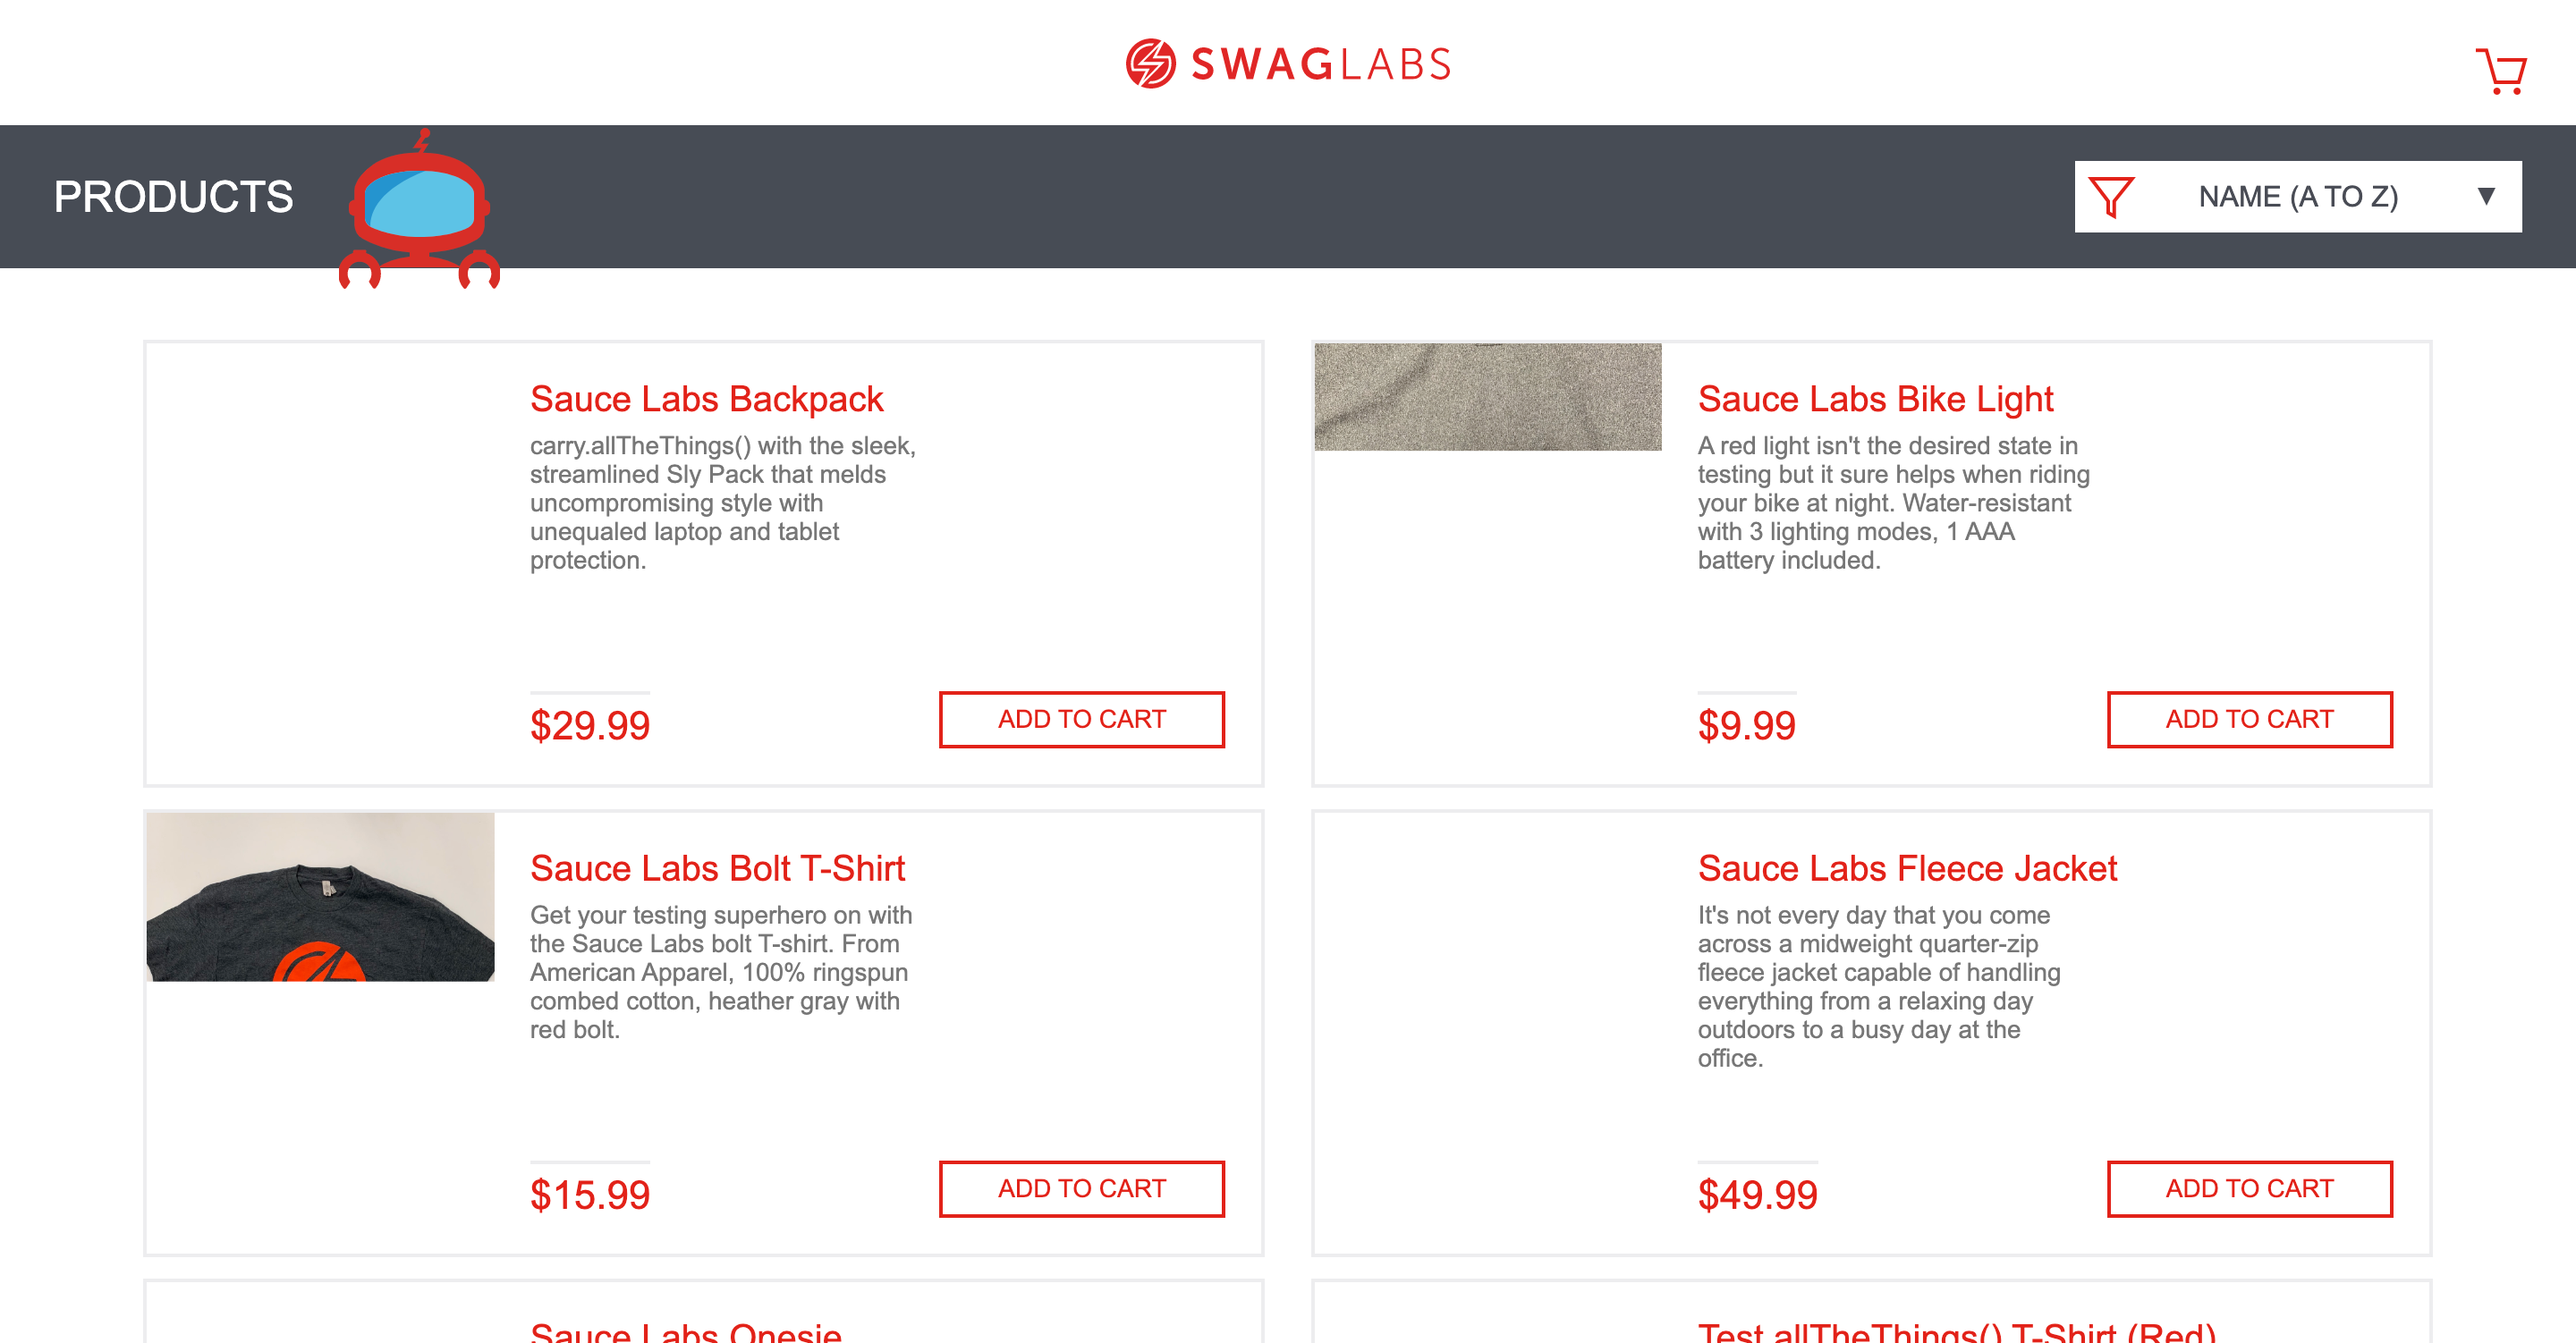 SWAGLABS
PRODUCTS
NAME (A TO Z)
Sauce Labs Backpack
carry.allTheThings() with the sleek,
streamlined Sly Pack that melds
uncompromising style with
unequaled laptop and tablet
protection.
$29.99
ADD TO CART
Sauce Labs Bike Light
A red light isn't the desired state in
testing but it sure helps when riding
your bike at night. Water-resistant
with 3 lighting modes, 1 AAA
battery included.
$9.99
ADD TO CART
Sauce Labs Bolt T-Shirt
Get your testing superhero on with
the Sauce Labs bolt T-shirt. From
American Apparel, 100% ringspun
combed cotton, heather gray with
red bolt.
$15.99
ADD TO CART
Sauce Labs Fleece Jacket
It's not every day that you come
across a midweight quarter-zip
fleece jacket capable of handling
everything from a relaxing day
outdoors to a busy day at the
office.
$49.99
ADD TO CART
Sauce Labs Onesie
Test.allTheThings() T-Shirt (Red)